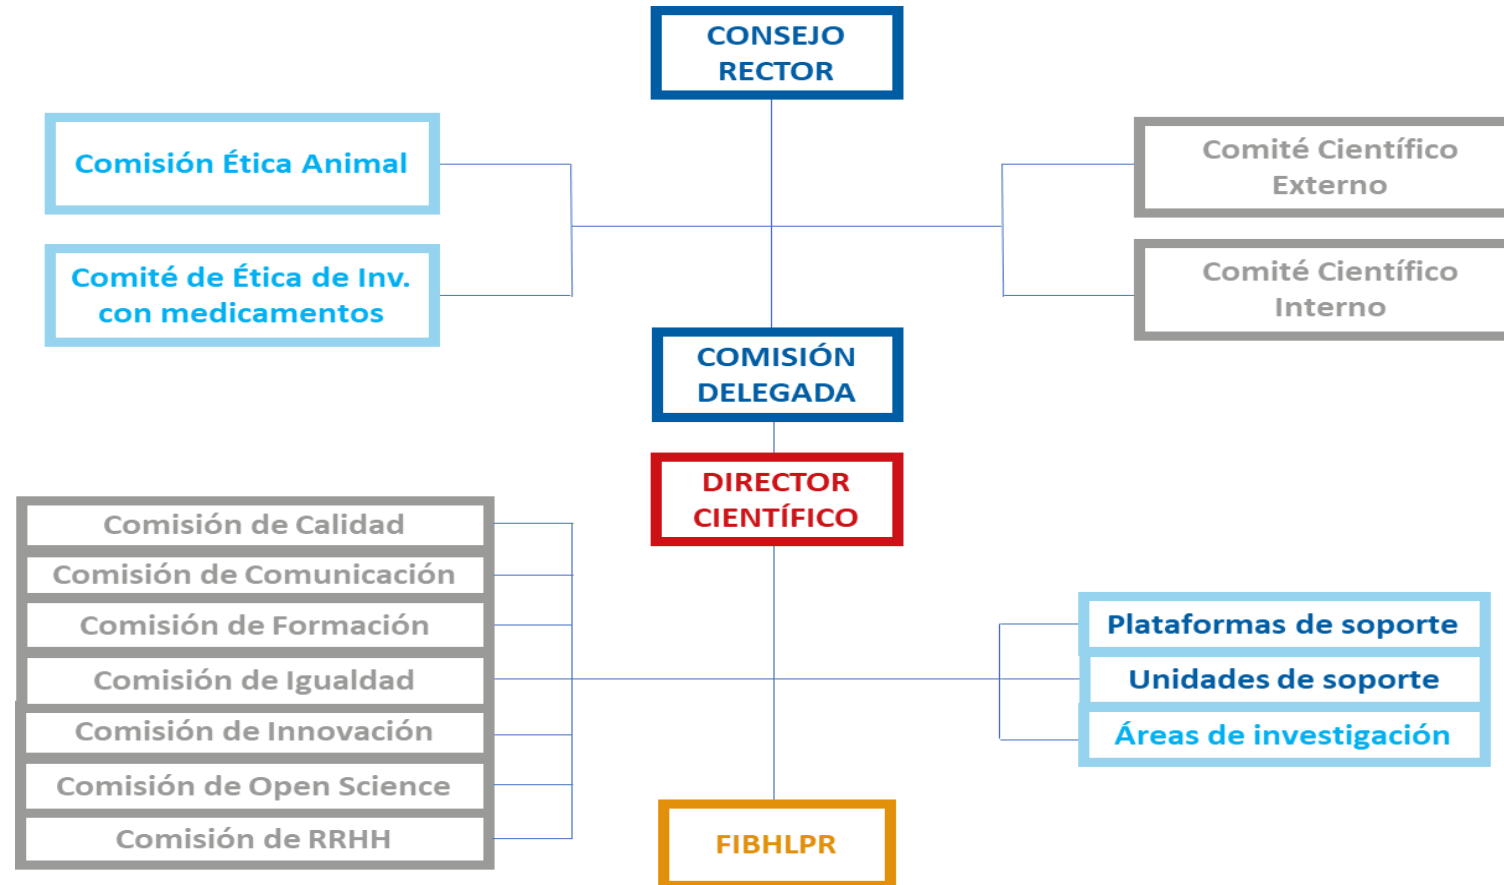 CONSEJO
RECTOR
Comisión Ética Animal
Comité Científico
Externo
Comité de Ética de Inv.
con medicamentos
Comité Científico
Interno
COMISIÓN
DELEGADA
DIRECTOR
CIENTÍFICO
Comisión de Calidad
Comisión de Comunicación
Comisión de Formación
Comisión de Igualdad
Comisión de Innovación
Comisión de Open Science
Comisión de RRHH
Plataformas de soporte
Unidades de soporte
Áreas de investigación
FIBHLPR